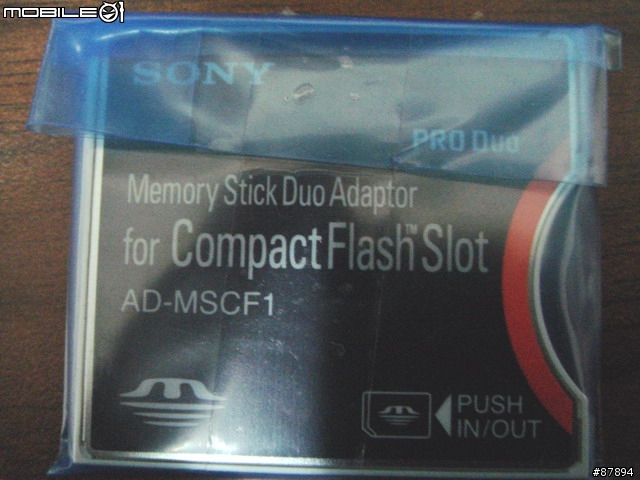 MOBILE01
SONY
PRO Duo
Memory Stick Duo Adaptor
for CompactFlash™ Slot
AD-MSCF1
PUSH
IN/OUT
#87894